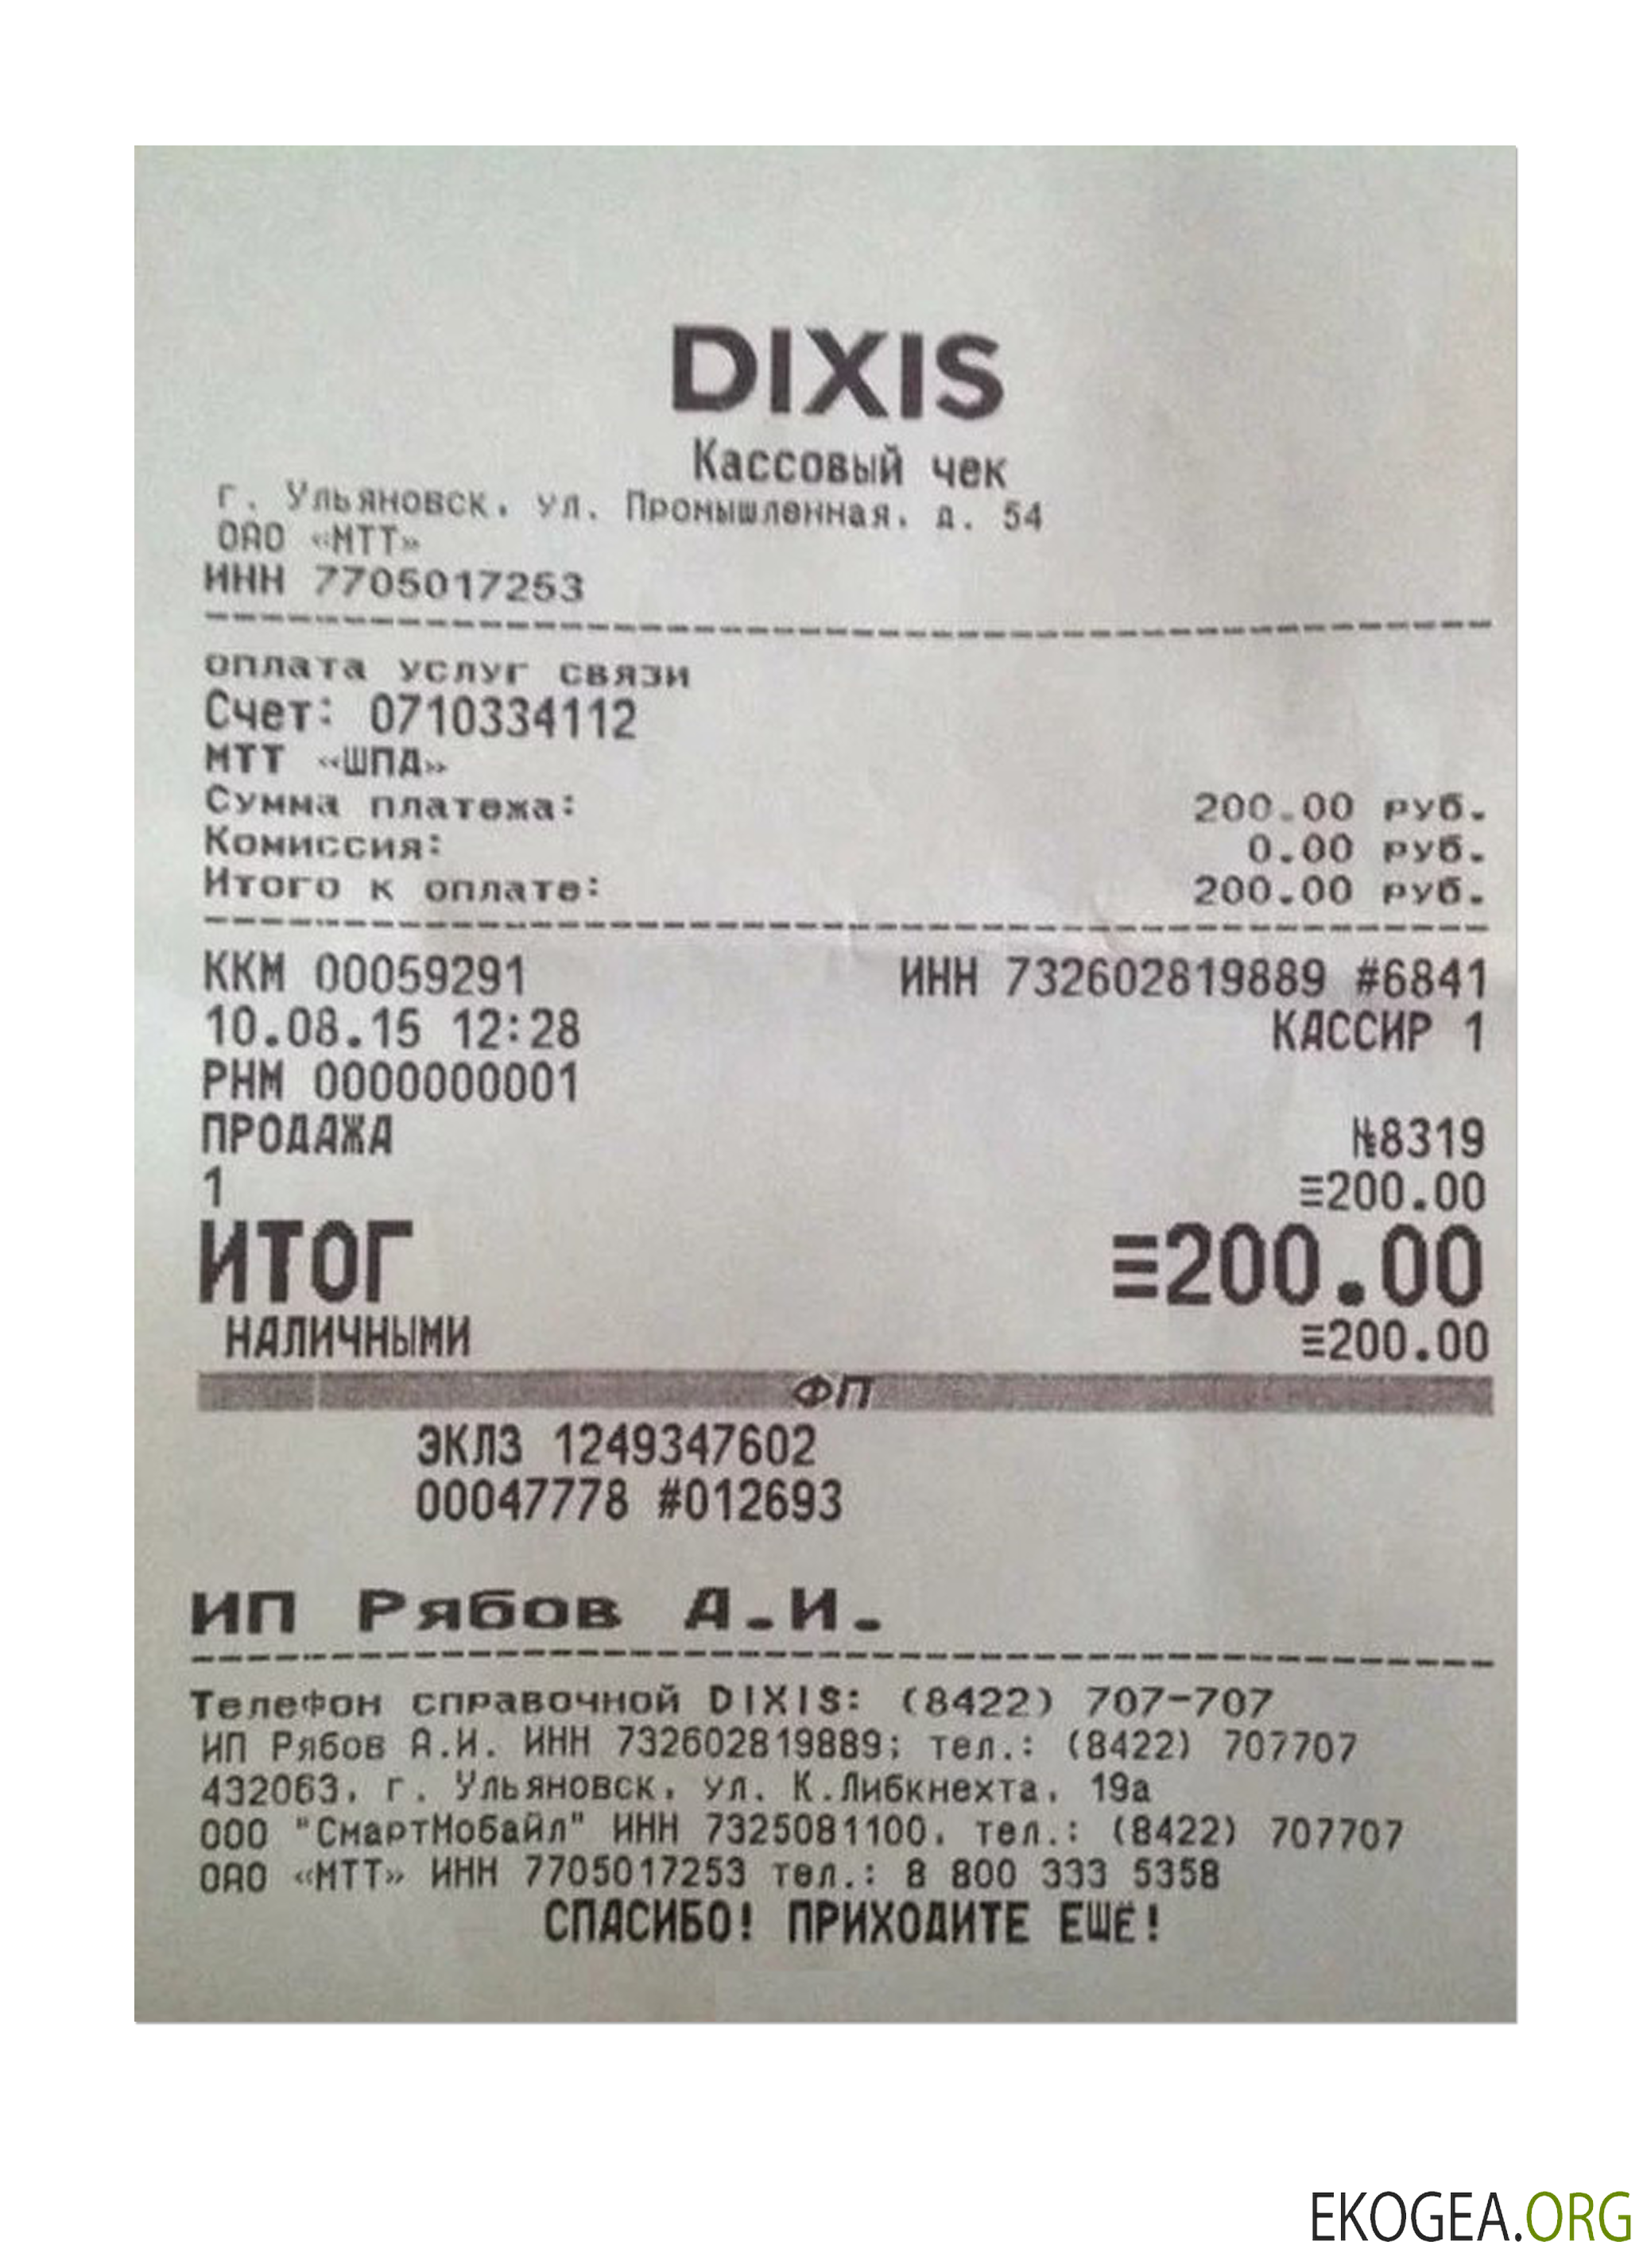 DIXIS
Кассовый чек
г. Ульяновск, ул. Промышленная, д. 54
ОАО «МТТ»
ИНН 7705017253
оплата услуг связи
Счет: 0710334112
МТТ «ШПД»
Сумма платежа: 200.00 руб.
Комиссия: 0.00 руб.
Итого к оплате: 200.00 руб.
ККМ 00059291 ИНН 732602819889 #6841
10.08.15 12:28 КАССИР 1
РНМ 0000000001
ПРОДАЖА №8319
1 ≡200.00
ИТОГ ≡200.00
НАЛИЧНЫМИ ≡200.00
ФП
ЭКЛЗ 1249347602
00047778 #012693
ИП Рябов А.И.
Телефон справочной DIXIS: (8422) 707-707
ИП Рябов А.И. ИНН 732602819889; тел.: (8422) 707707
432063, г. Ульяновск, ул. К.Либкнехта, 19а
ООО "СмартМобайл" ИНН 7325081100, тел.: (8422) 707707
ОАО «МТТ» ИНН 7705017253 тел.: 8 800 333 5358
СПАСИБО! ПРИХОДИТЕ ЕЩЁ!
EKOGEA.ORG